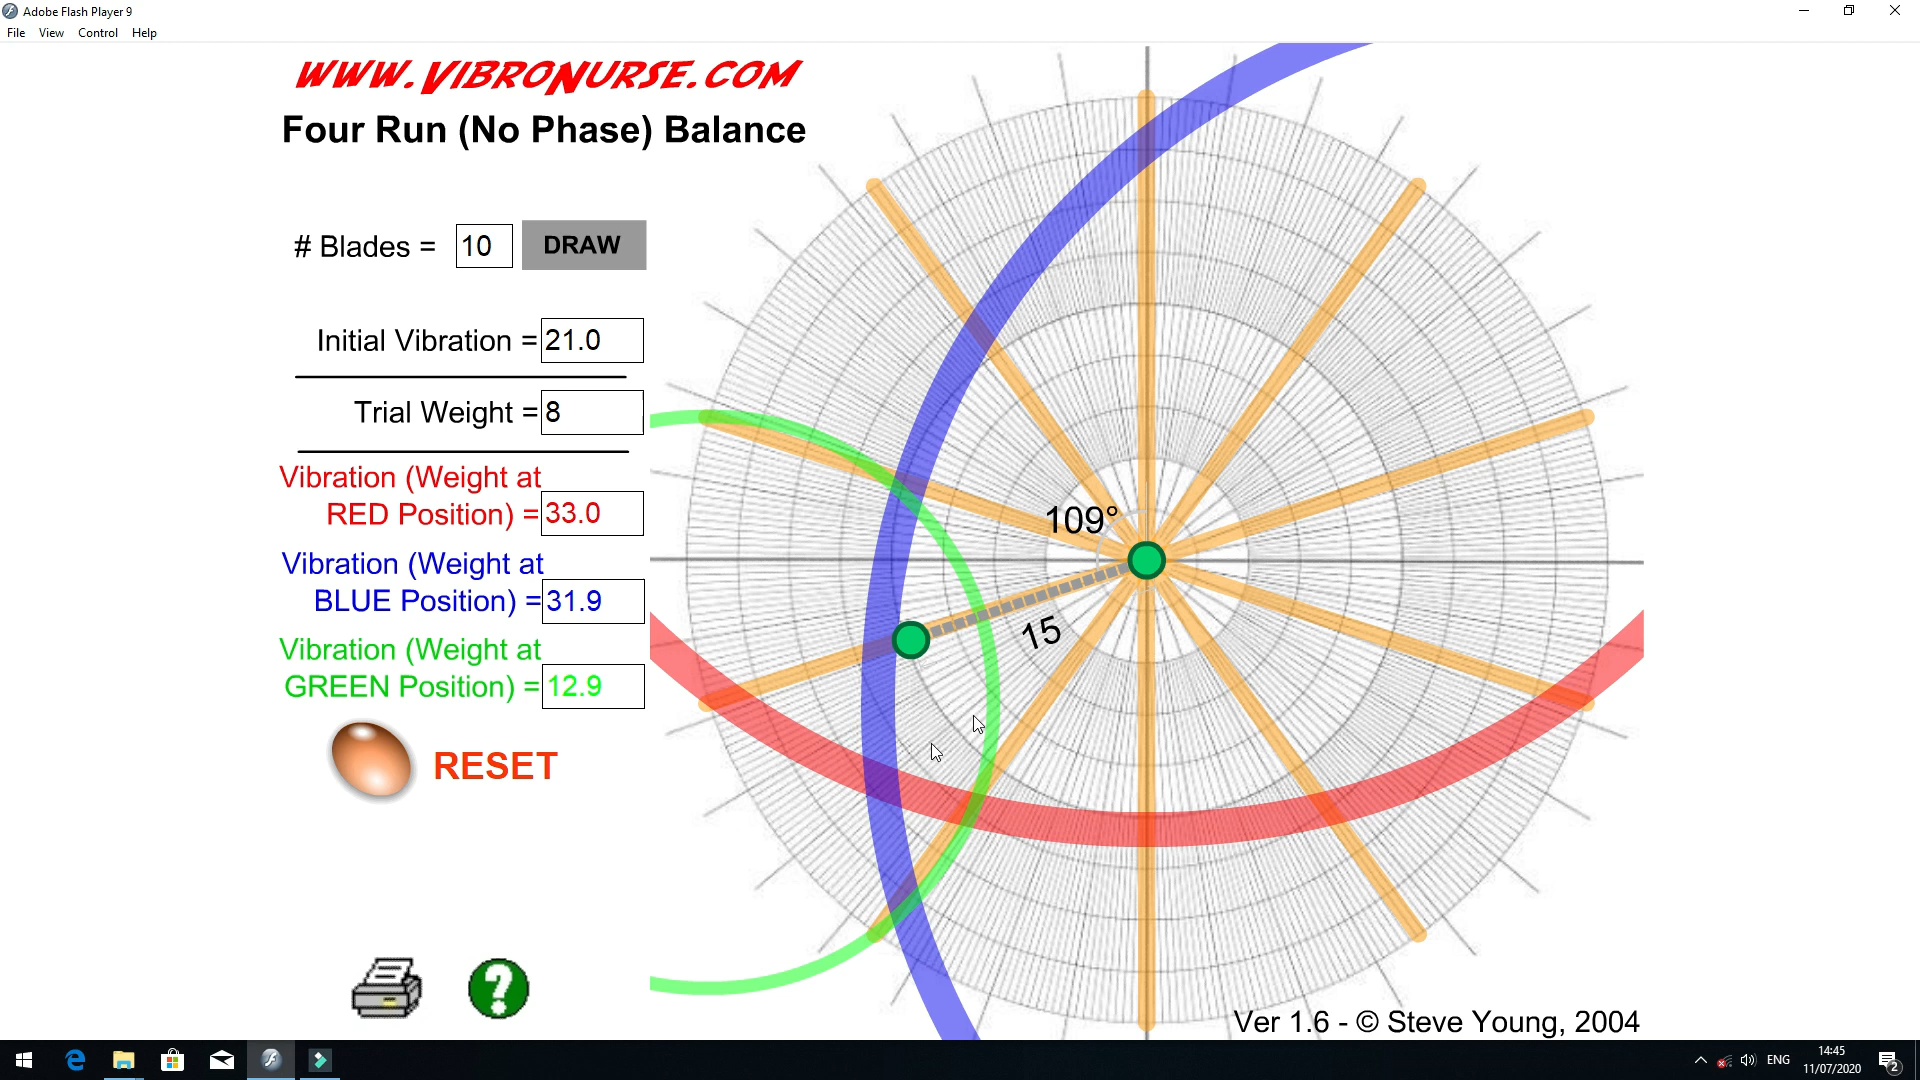 Adobe Flash Player 9
File View Control Help
www.VibroNurse.com
Four Run (No Phase) Balance
# Blades = 10 DRAW
Initial Vibration = 21.0
Trial Weight = 8
Vibration (Weight at
RED Position) = 33.0
Vibration (Weight at
BLUE Position) = 31.9
Vibration (Weight at
GREEN Position) = 12.9
RESET
109°
15
Ver 1.6 - © Steve Young, 2004
ENG
14:45
11/07/2020
2